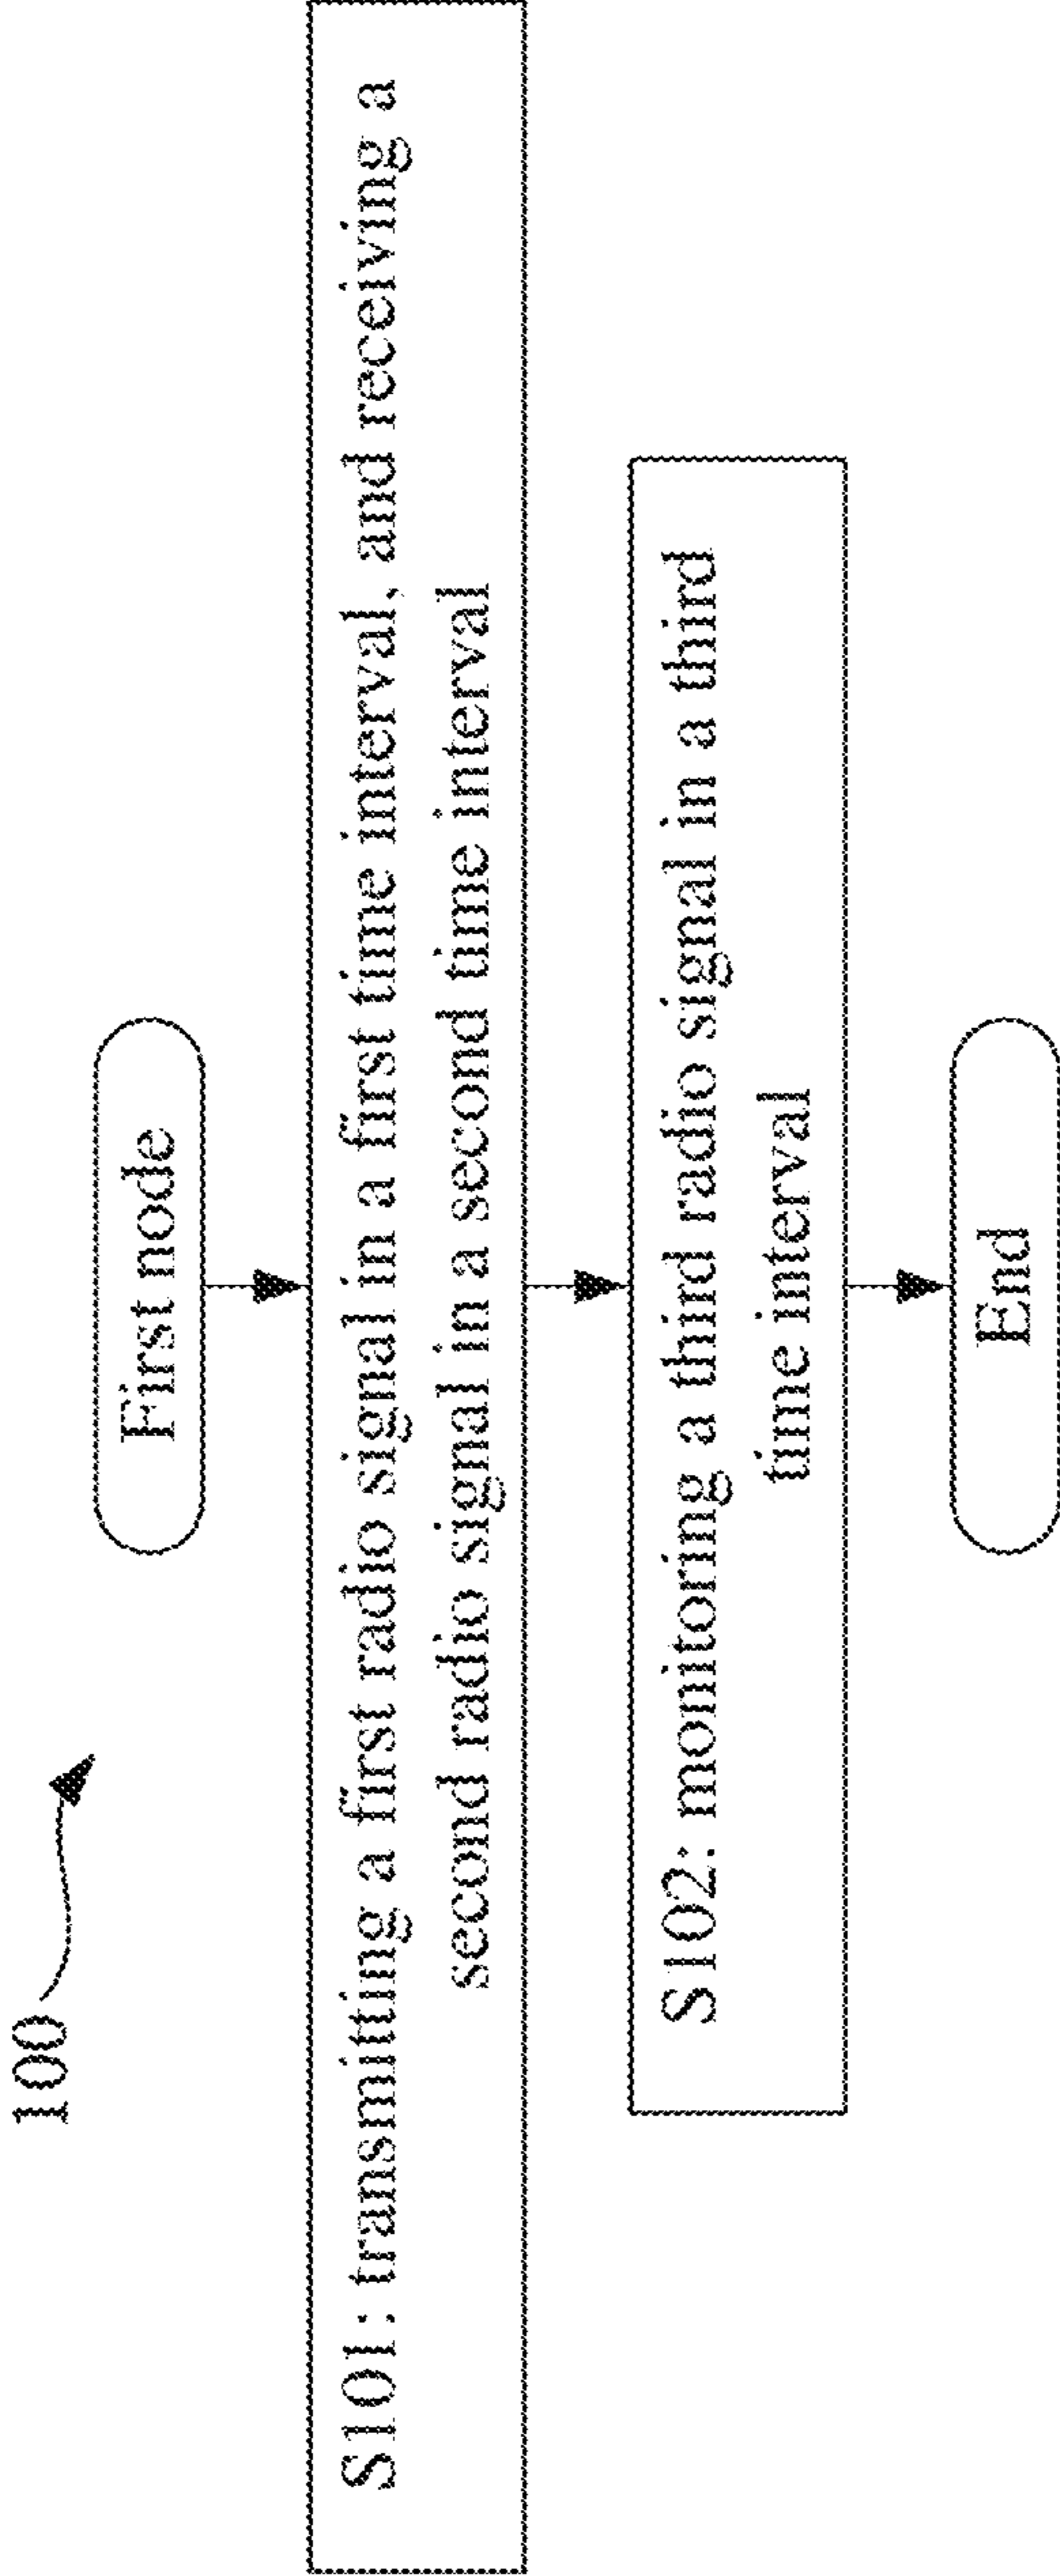 100
First node
S101: transmitting a first radio signal in a first time interval, and receiving a
second radio signal in a second time interval
S102: monitoring a third radio signal in a third
time interval
End